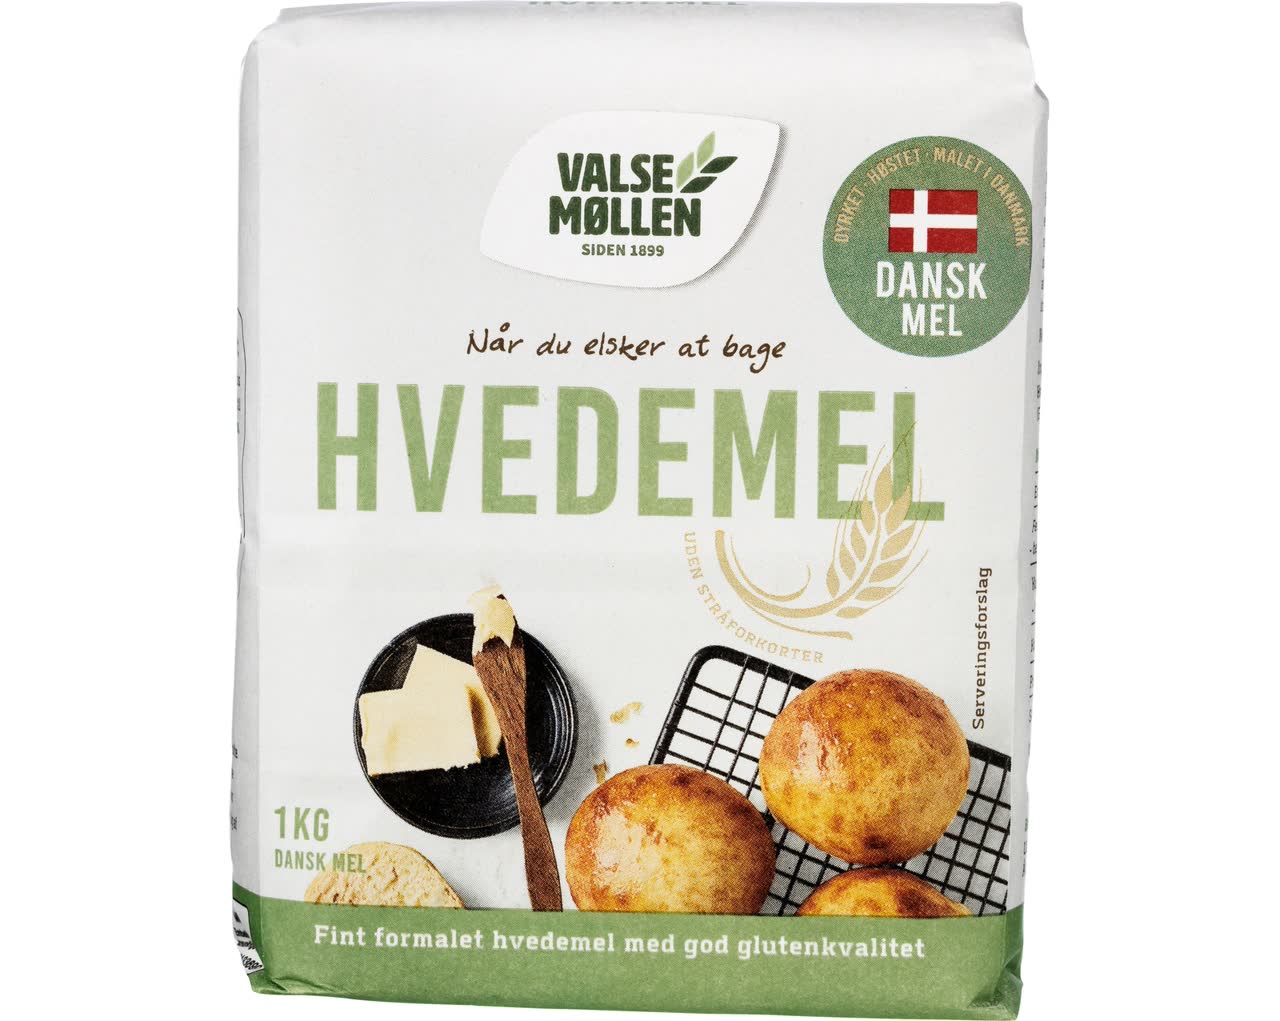 VALSE
MØLLEN
SIDEN 1899
DYRKET · HØSTET · MALET I DANMARK
DANSK
MEL
Når du elsker at bage
HVEDEMEL
UDEN STRÅFORKORTER
Serveringsforslag
1 KG
DANSK MEL
Fint formalet hvedemel med god glutenkvalitet